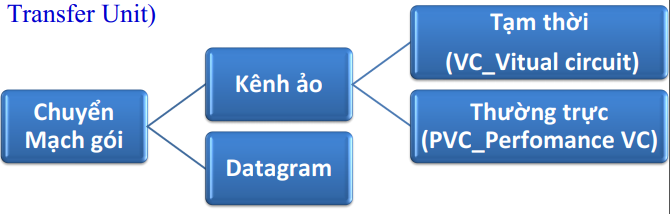 Transfer Unit)
Chuyển
Mạch gói
Kênh ảo
Datagram
Tạm thời
(VC_Vitual circuit)
Thường trực
(PVC_Perfomance VC)